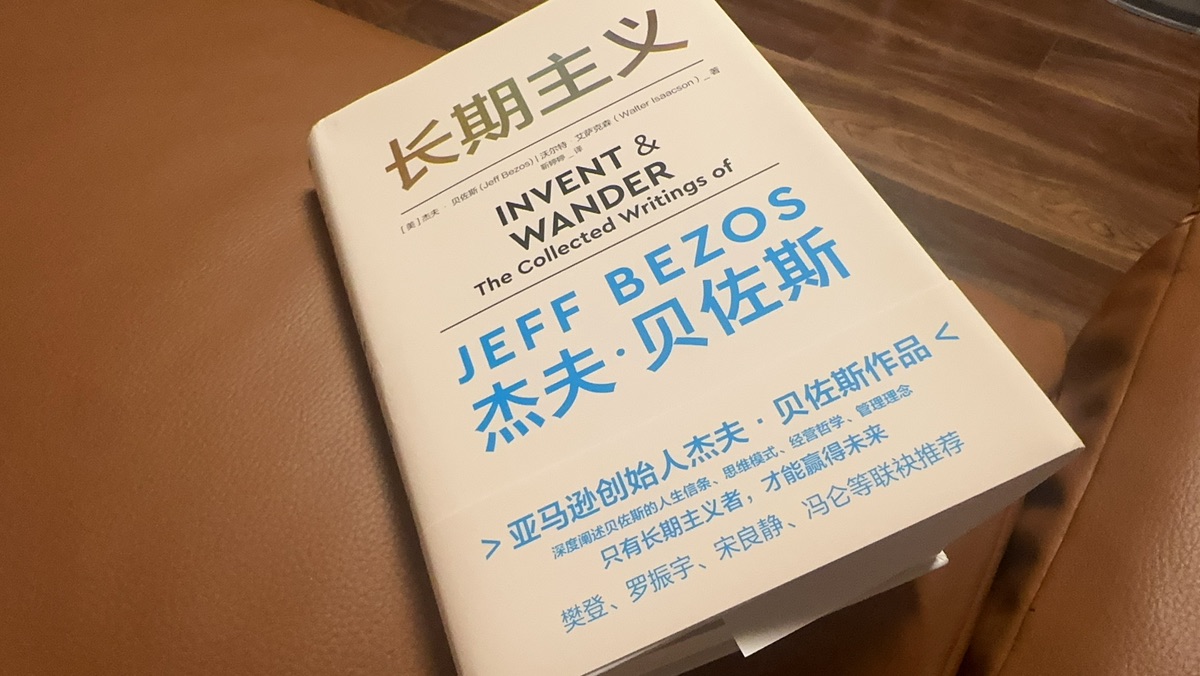 长期主义
[美]杰夫·贝佐斯(Jeff Bezos) | 沃尔特·艾萨克森(Walter Isaacson)_著
靳婷婷_译
INVENT &
WANDER
The Collected Writings of
JEFF BEZOS
杰夫·贝佐斯
> 亚马逊创始人杰夫·贝佐斯作品 <
深度阐述贝佐斯的人生信条、思维模式、经营哲学、管理理念
只有长期主义者，才能赢得未来
樊登、罗振宇、宋良静、冯仑等联袂推荐